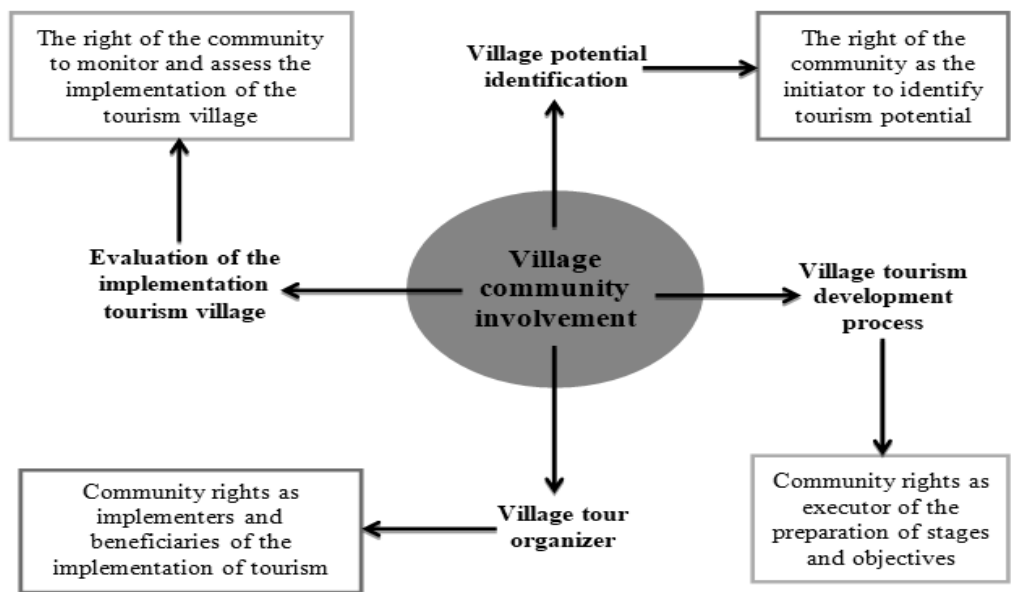 The right of the community
to monitor and assess the
implementation of the
tourism village
Village potential
identification
The right of the
community as the
initiator to identify
tourism potential
Evaluation of the
implementation
tourism village
Village
community
involvement
Village tourism
development
process
Community rights as
implementers and
beneficiaries of the
implementation of tourism
Village tour
organizer
Community rights as
executor of the
preparation of stages
and objectives